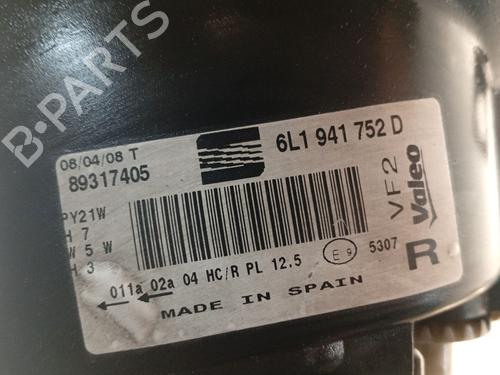 B-PARTS
08/04/08 T
89317405
6L1 941 752 D
PY21W
H 7
W 5 W
H 3
VF2
Valeo
R
011a 02a 04 HC/R PL 12,5
E9
5307
MADE IN SPAIN